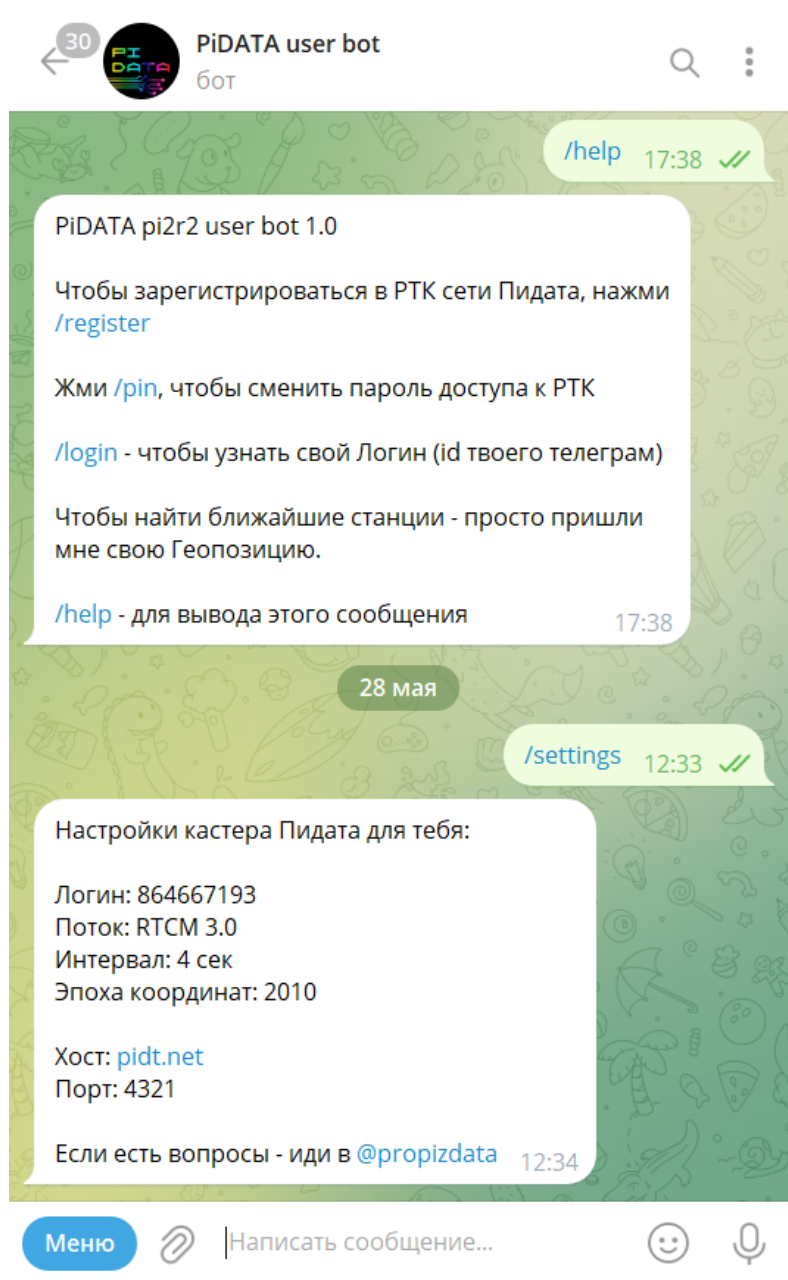 30
PI
DATA
PiDATA user bot
бот
/help 17:38
PiDATA pi2r2 user bot 1.0
Чтобы зарегистрироваться в РТК сети Пидата, нажми
/register
Жми /pin, чтобы сменить пароль доступа к РТК
/login - чтобы узнать свой Логин (id твоего телеграм)
Чтобы найти ближайшие станции - просто пришли
мне свою Геопозицию.
/help - для вывода этого сообщения
17:38
28 мая
/settings 12:33
Настройки кастера Пидата для тебя:
Логин: 864667193
Поток: RTCM 3.0
Интервал: 4 сек
Эпоха координат: 2010
Хост: pidt.net
Порт: 4321
Если есть вопросы - иди в @propizdata 12:34
Меню
Написать сообщение...